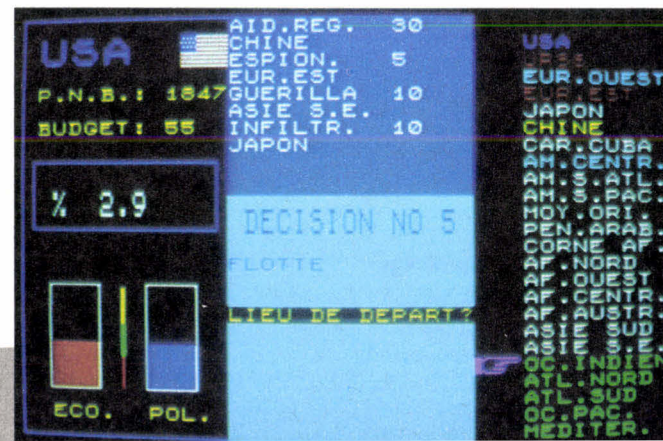 USA
P.N.B.: 1847
BUDGET: 55
% 2.9
ECO. POL.
AID.REG. 30
CHINE
ESPION. 5
EUR.EST
GUERILLA 10
ASIE S.E.
INFILTR. 10
JAPON
DECISION NO 5
FLOTTE
LIEU DE DEPART?
USA
URSS
EUR.OUEST
EUR.EST
JAPON
CHINE
CAR.CUBA
AM.CENTR.
AM.S.ATL.
AM.S.PAC.
MOY.ORI.
PEN.ARAB.
CORNE AF.
AF.NORD
AF.OUEST
AF.CENTR.
AF.AUSTR.
ASIE SUD
ASIE S.E.
OC.INDIEN
ATL.NORD
ATL.SUD
OC.PAC.
MEDITER.